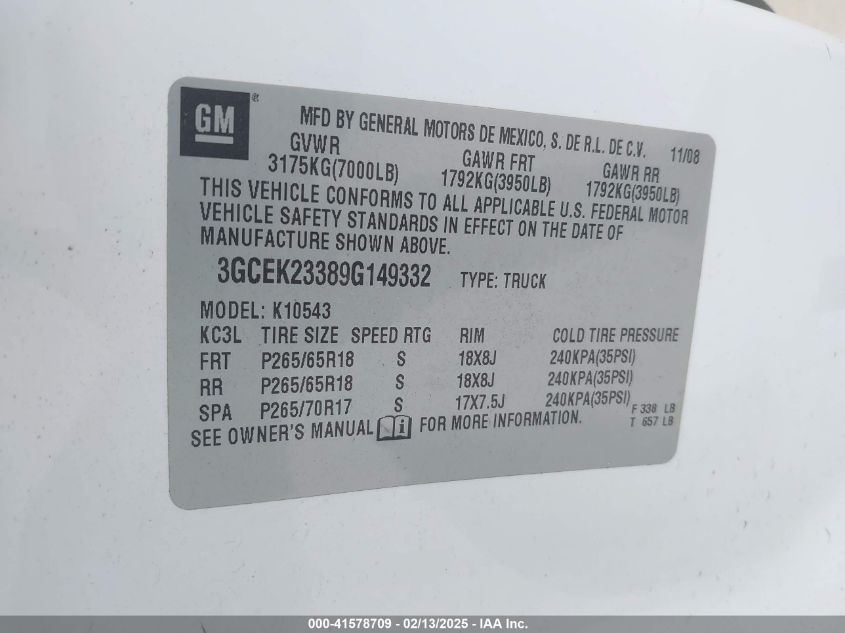 GM® MFD BY GENERAL MOTORS DE MEXICO, S. DE R.L. DE C.V. 11/08
GVWR GAWR FRT GAWR RR
3175KG(7000LB) 1792KG(3950LB) 1792KG(3950LB)
THIS VEHICLE CONFORMS TO ALL APPLICABLE U.S. FEDERAL MOTOR
VEHICLE SAFETY STANDARDS IN EFFECT ON THE DATE OF
MANUFACTURE SHOWN ABOVE.
3GCEK23389G149332 TYPE: TRUCK
MODEL: K10543
KC3L TIRE SIZE SPEED RTG RIM COLD TIRE PRESSURE
FRT P265/65R18 S 18X8J 240KPA(35PSI)
RR P265/65R18 S 18X8J 240KPA(35PSI)
SPA P265/70R17 S 17X7.5J 240KPA(35PSI) F 338 LB
SEE OWNER'S MANUAL i FOR MORE INFORMATION. T 657 LB
000-41578709 - 02/13/2025 - IAA Inc.